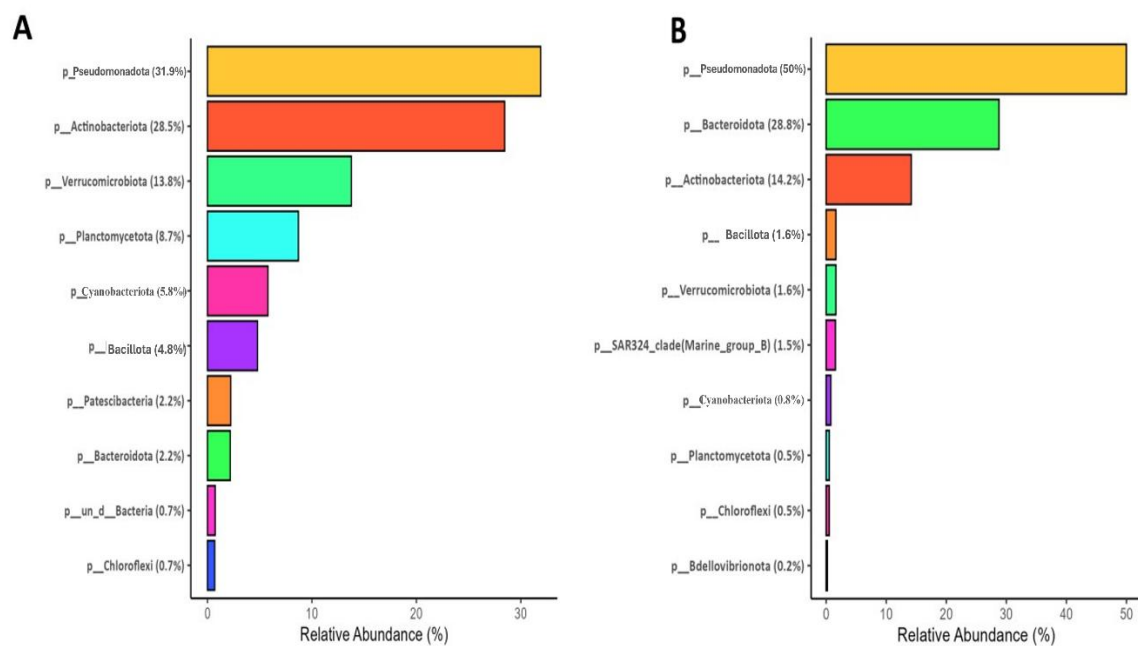 A
p_Pseudomonadota (31.9%)
p__Actinobacteriota (28.5%)
p__Verrucomicrobiota (13.8%)
p__Planctomycetota (8.7%)
p_Cyanobacteriota (5.8%)
p__Bacillota (4.8%)
p__Patescibacteria (2.2%)
p__Bacteroidota (2.2%)
p__un_d__Bacteria (0.7%)
p__Chloroflexi (0.7%)
0 10 20 30
Relative Abundance (%)
B
p__Pseudomonadota (50%)
p__Bacteroidota (28.8%)
p__Actinobacteriota (14.2%)
p__ Bacillota (1.6%)
p__Verrucomicrobiota (1.6%)
p__SAR324_clade(Marine_group_B) (1.5%)
p__Cyanobacteriota (0.8%)
p__Planctomycetota (0.5%)
p__Chloroflexi (0.5%)
p__Bdellovibrionota (0.2%)
0 10 20 30 40 50
Relative Abundance (%)